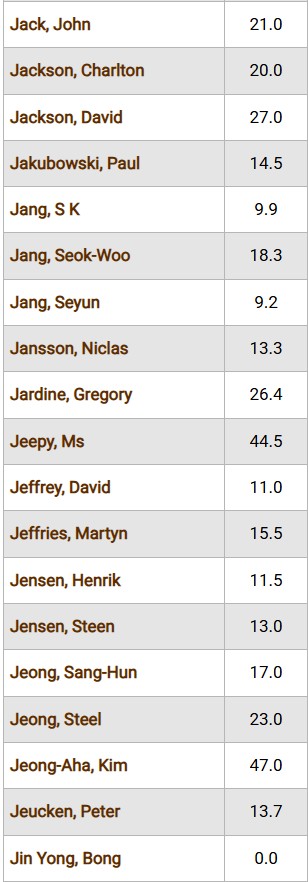 Jack, John 21.0
Jackson, Charlton 20.0
Jackson, David 27.0
Jakubowski, Paul 14.5
Jang, S K 9.9
Jang, Seok-Woo 18.3
Jang, Seyun 9.2
Jansson, Niclas 13.3
Jardine, Gregory 26.4
Jeepy, Ms 44.5
Jeffrey, David 11.0
Jeffries, Martyn 15.5
Jensen, Henrik 11.5
Jensen, Steen 13.0
Jeong, Sang-Hun 17.0
Jeong, Steel 23.0
Jeong-Aha, Kim 47.0
Jeucken, Peter 13.7
Jin Yong, Bong 0.0